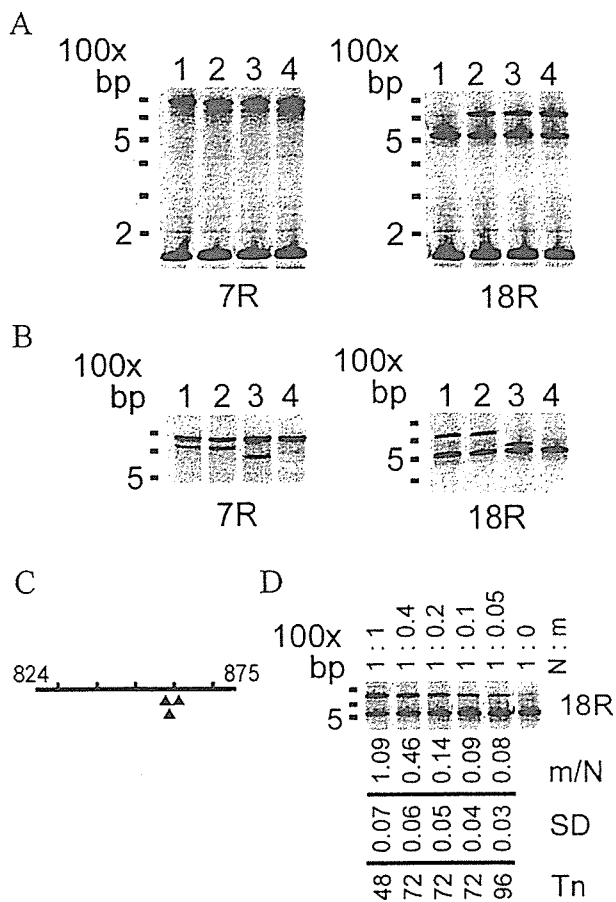 A
100x
bp
1 2 3 4
5
2
7R
1 2 3 4
5
2
18R
100x
bp
B
100x
bp
1 2 3 4
5
7R
100x
bp
1 2 3 4
5
18R
C
824 875
D
100x
bp
5
1 : 1
1 : 0.4
1 : 0.2
1 : 0.1
1 : 0.05
1 : 0
N : m
18R
1.09 0.46 0.14 0.09 0.08 m/N
0.07 0.06 0.05 0.04 0.03 SD
48 72 72 72 96 Tn